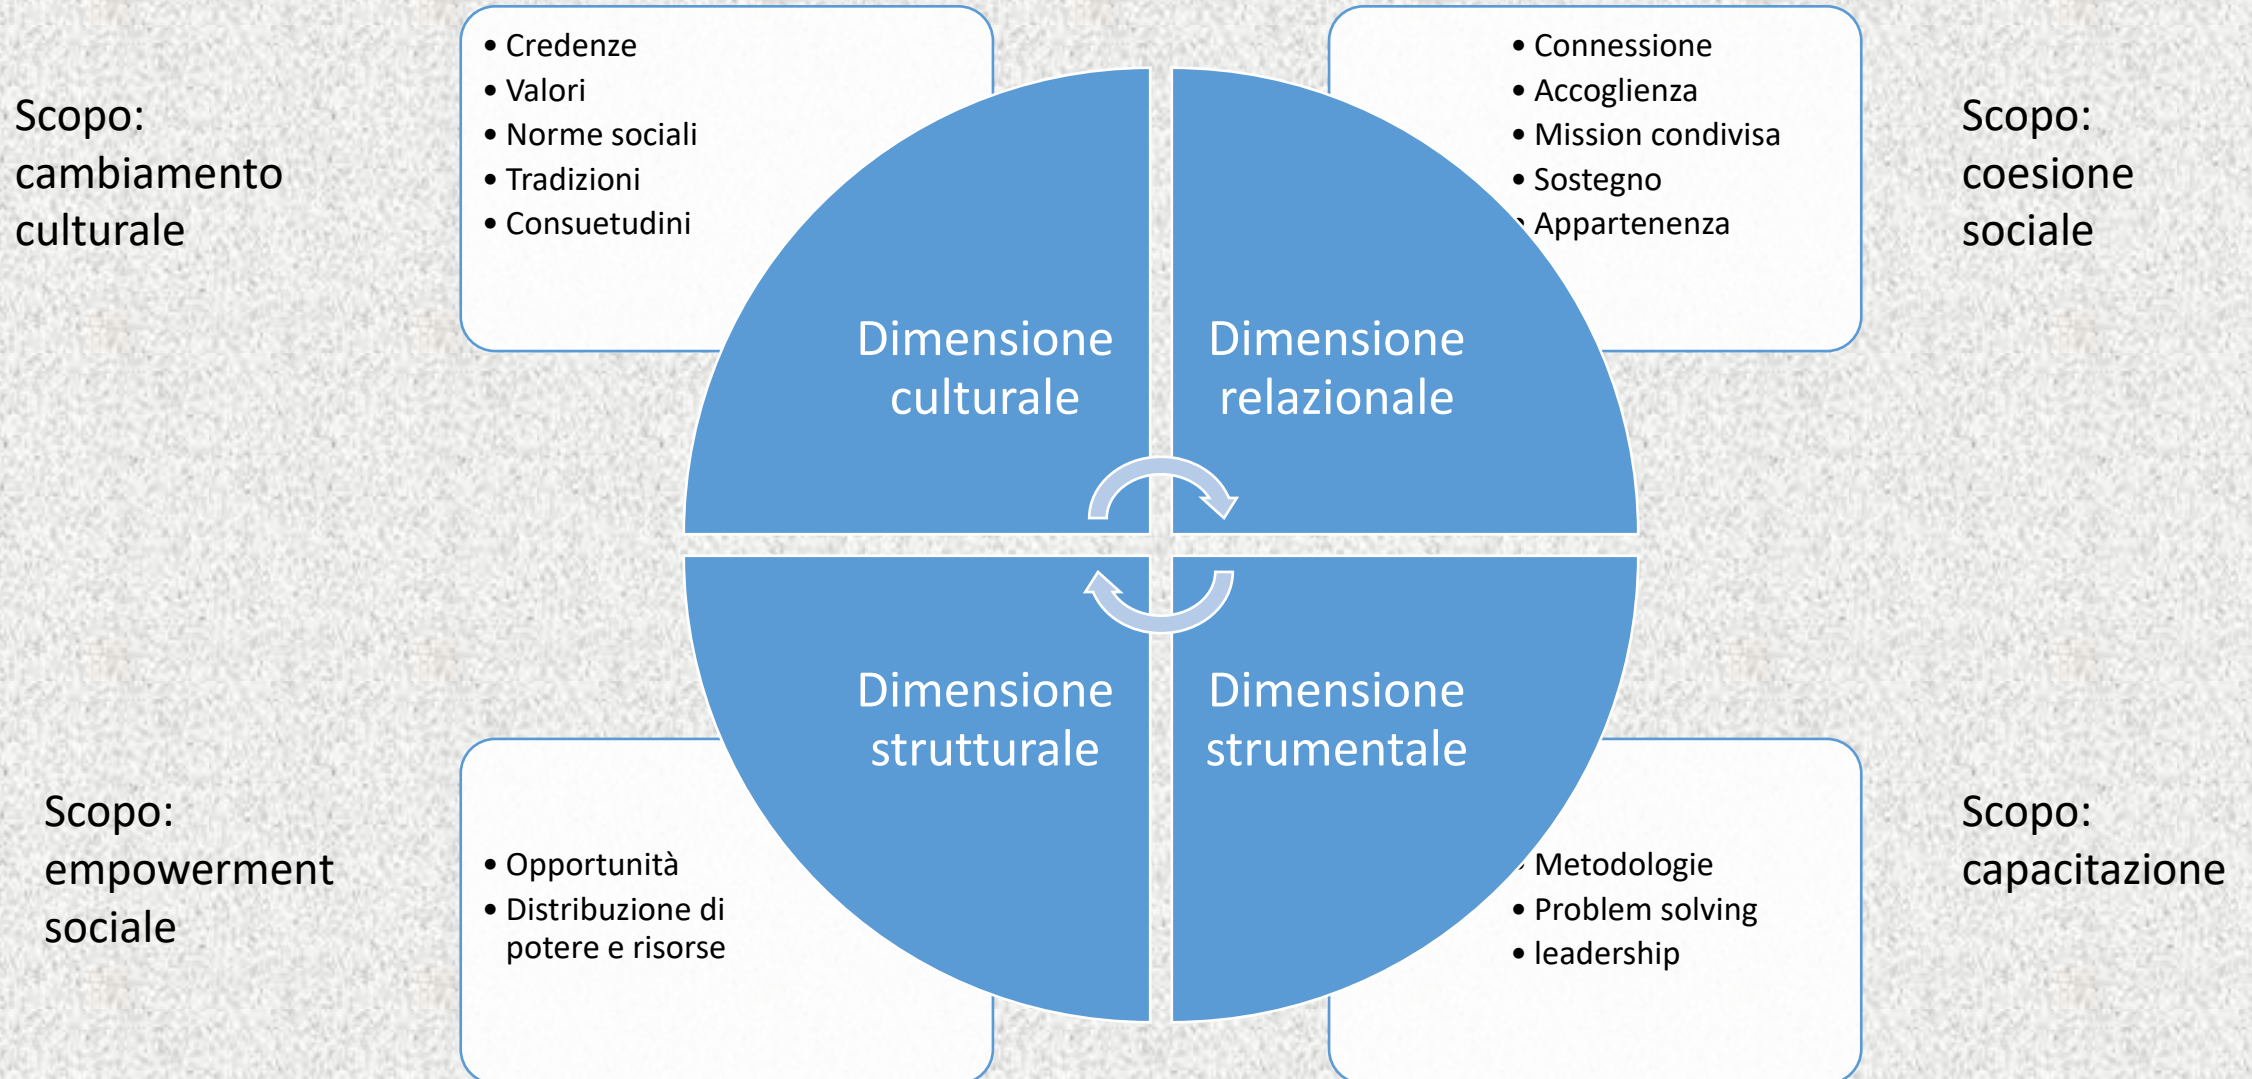 Scopo:
cambiamento
culturale
• Credenze
• Valori
• Norme sociali
• Tradizioni
• Consuetudini
• Connessione
• Accoglienza
• Mission condivisa
• Sostegno
• Appartenenza
Scopo:
coesione
sociale
Dimensione
culturale
Dimensione
relazionale
Dimensione
strutturale
Dimensione
strumentale
Scopo:
empowerment
sociale
• Opportunità
• Distribuzione di
potere e risorse
• Metodologie
• Problem solving
• leadership
Scopo:
capacitazione